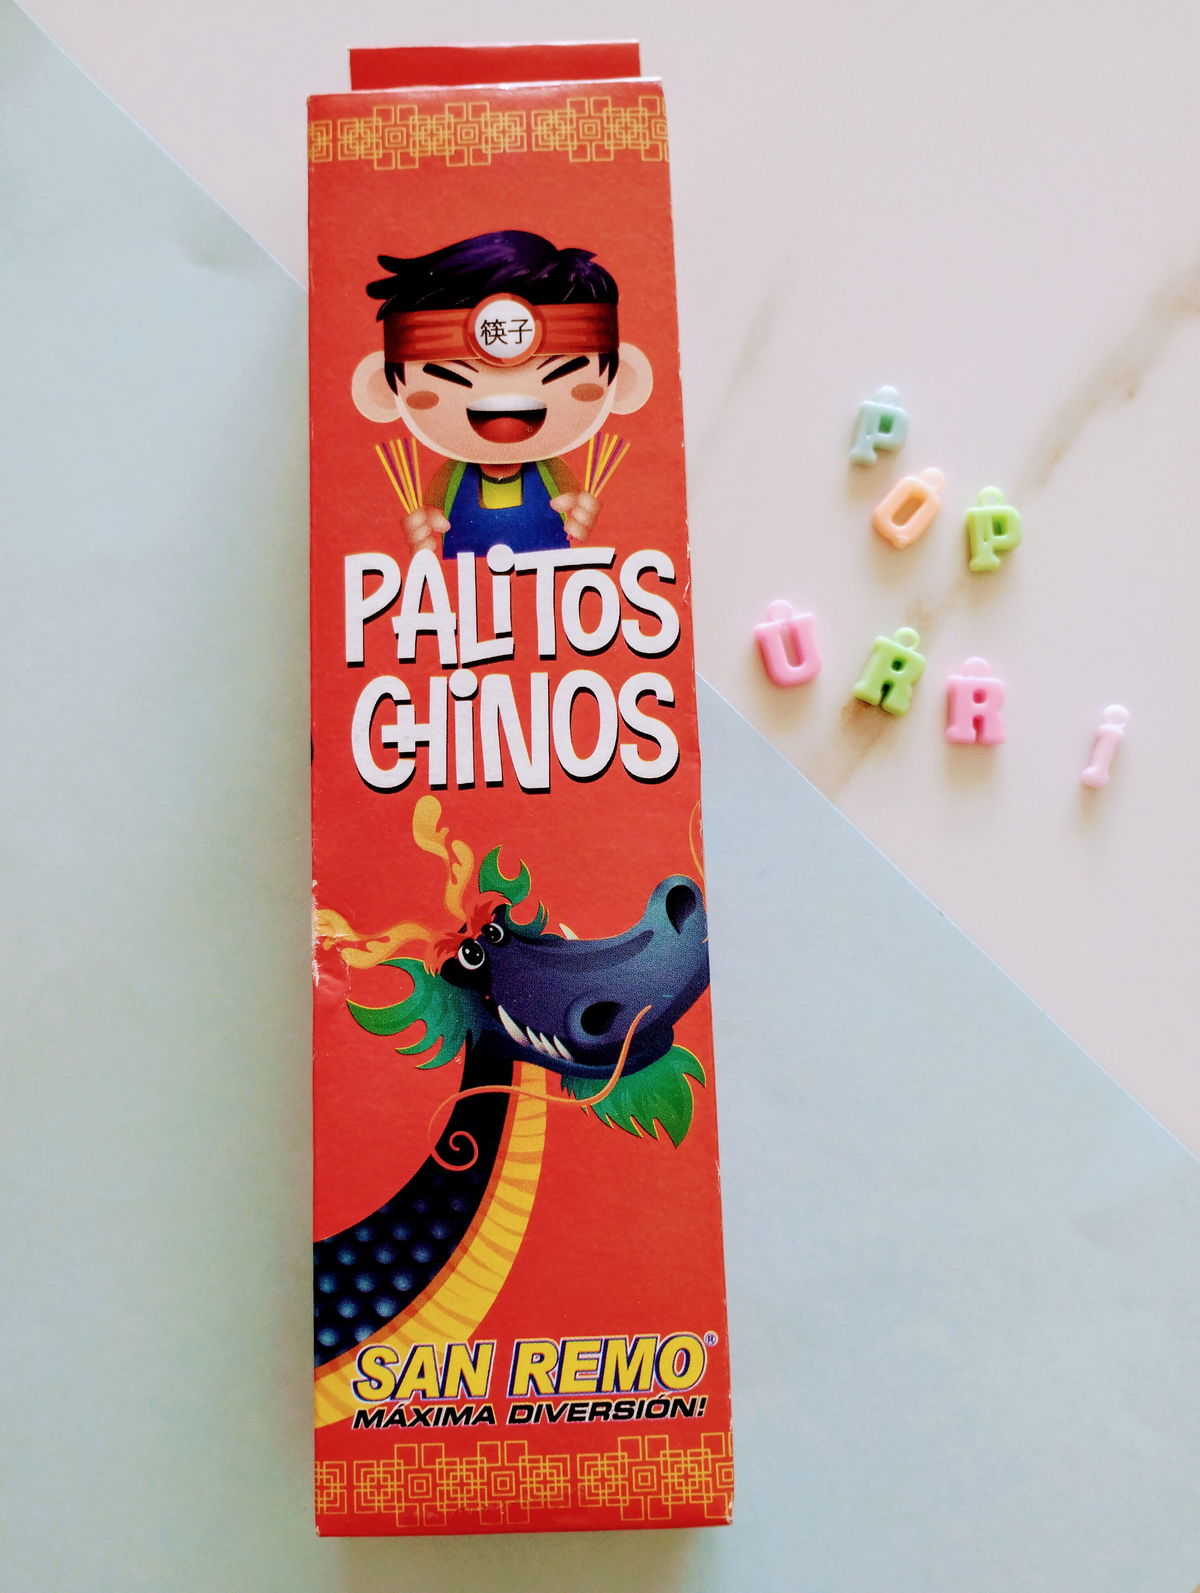 筷子
PALiTOS
CHiNOS
SAN REMO®
MÁXIMA DIVERSIÓN!
P
O P
U R R I